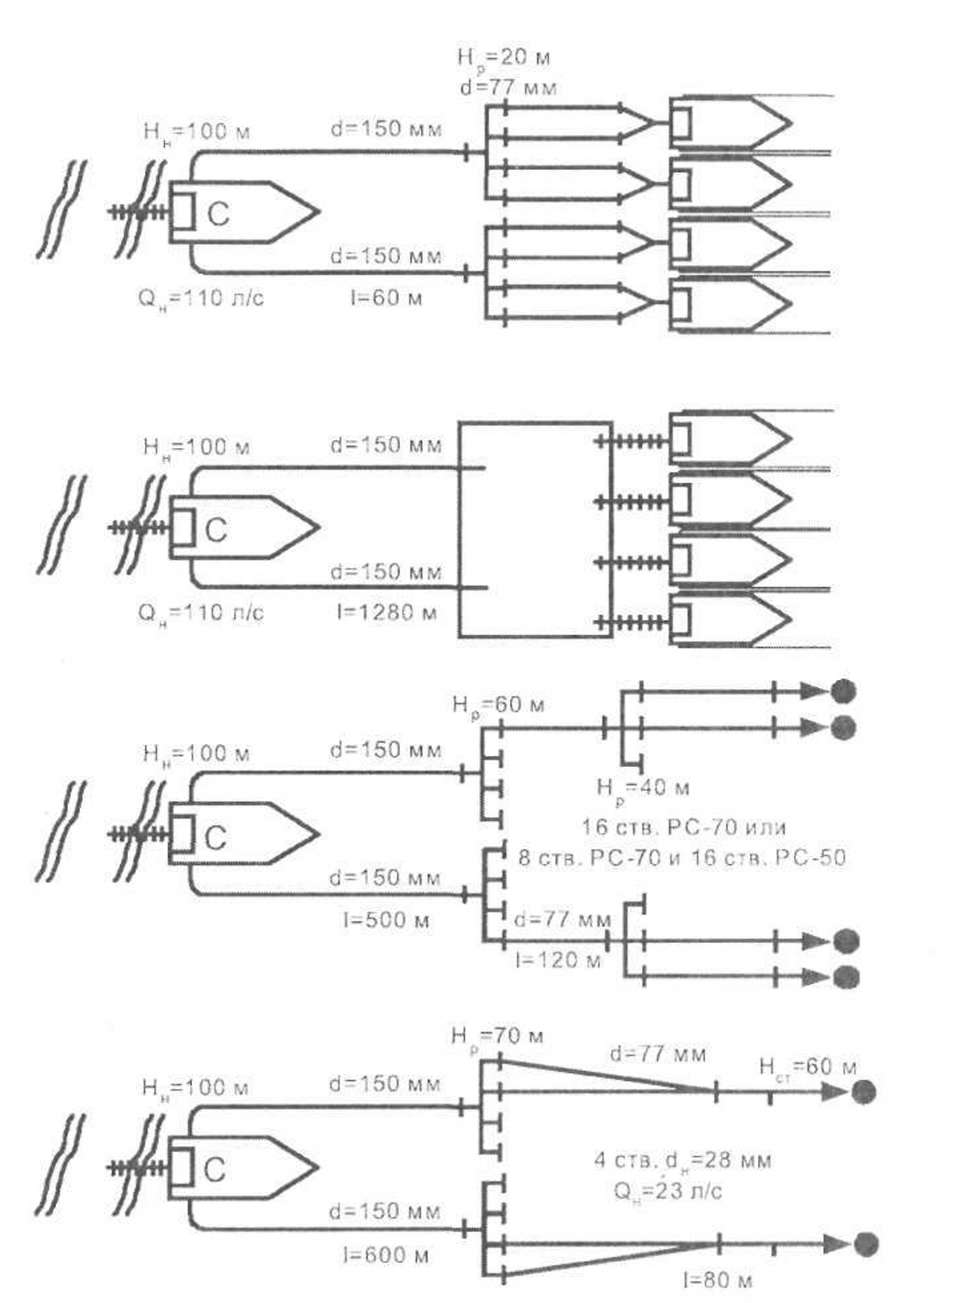 Hр=20 м
d=77 мм
Hн=100 м
d=150 мм
С
d=150 мм
Qн=110 л/с
l=60 м
Hн=100 м
d=150 мм
С
d=150 мм
Qн=110 л/с
l=1280 м
Hр=60 м
Hн=100 м
d=150 мм
Hр=40 м
16 ств. РС-70 или
С
8 ств. РС-70 и 16 ств. РС-50
d=150 мм
l=500 м
d=77 мм
l=120 м
Hр=70 м
d=77 мм
Hст=60 м
Hн=100 м
d=150 мм
С
4 ств. dн=28 мм
Qн=23 л/с
d=150 мм
l=600 м
l=80 м